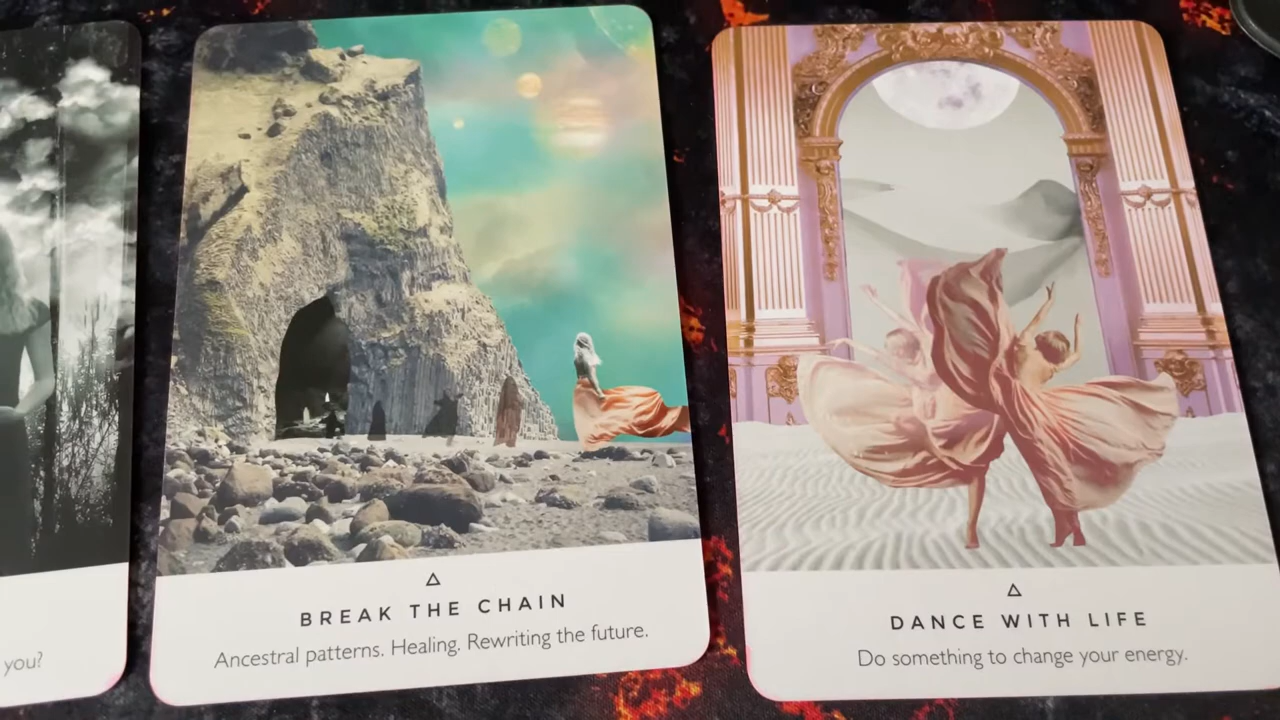 you?
BREAK THE CHAIN
Ancestral patterns. Healing. Rewriting the future.
DANCE WITH LIFE
Do something to change your energy.